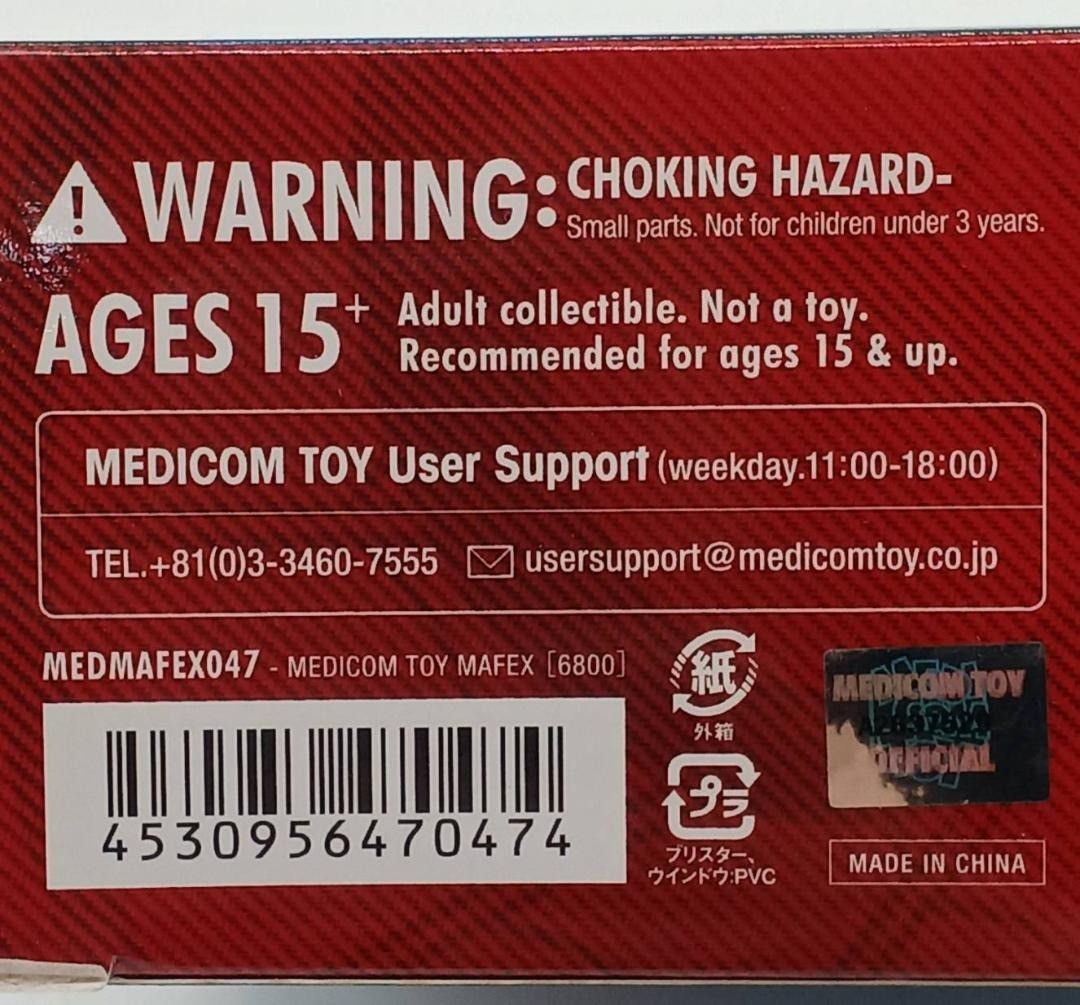 WARNING: CHOKING HAZARD-
Small parts. Not for children under 3 years.
AGES 15+ Adult collectible. Not a toy.
Recommended for ages 15 & up.
MEDICOM TOY User Support (weekday.11:00-18:00)
TEL.+81(0)3-3460-7555 usersupport@medicomtoy.co.jp
MEDMAFEX047 - MEDICOM TOY MAFEX [6800]
4530956470474
紙
外箱
プラ
ブリスター、
ウインドウ:PVC
MEDICOM TOY
OFFICIAL
MADE IN CHINA